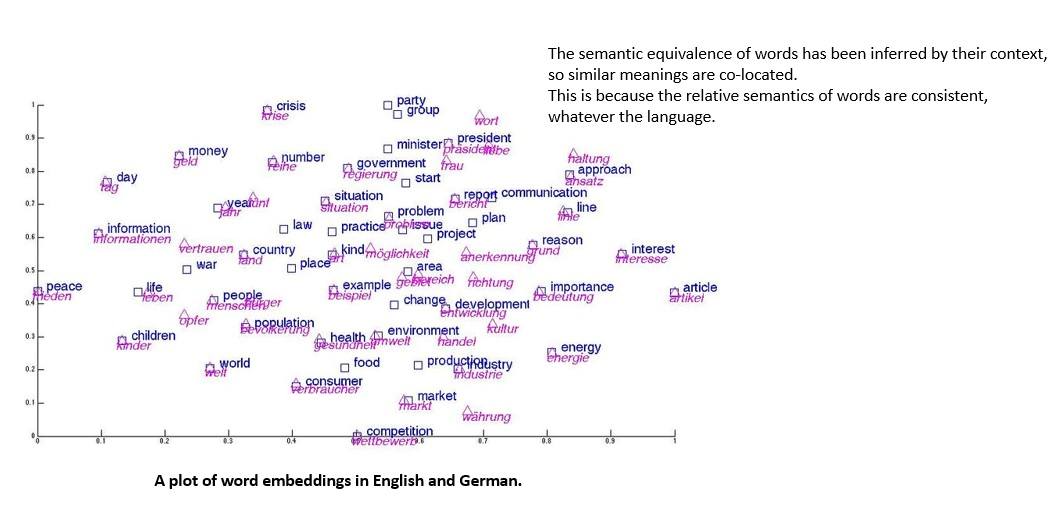 The semantic equivalence of words has been inferred by their context,
so similar meanings are co-located.
This is because the relative semantics of words are consistent,
whatever the language.
1
party
crisis
group
krise
wort
0.9
president
minister
money
number
government
haltung
geld
reihe
regierung
frau
approach
0.8
day
start
ansatz
tag
situation
report
communication
0.7
year
fünf
situation
bericht
line
jahr
problem
linie
plan
information
law
practice
issue
0.6
informationen
project
vertrauen
country
kind
möglichkeit
anerkennung
reason
interest
land
art
grund
interesse
war
place
area
0.5
gebiet
bereich
richtung
peace
life
people
example
importance
article
leben
menschen
bürger
beispiel
bedeutung
artikel
0.4
change
development
opfer
entwicklung
population
kultur
bevölkerung
environment
0.3
children
health
umwelt
handel
kinder
gesundheit
energy
energie
world
food
production
industry
0.2
welt
industrie
consumer
verbraucher
market
0.1
markt
währung
competition
0
wettbewerb
0
0.1
0.2
0.3
0.4
0.6
0.7
0.8
0.9
1
A plot of word embeddings in English and German.